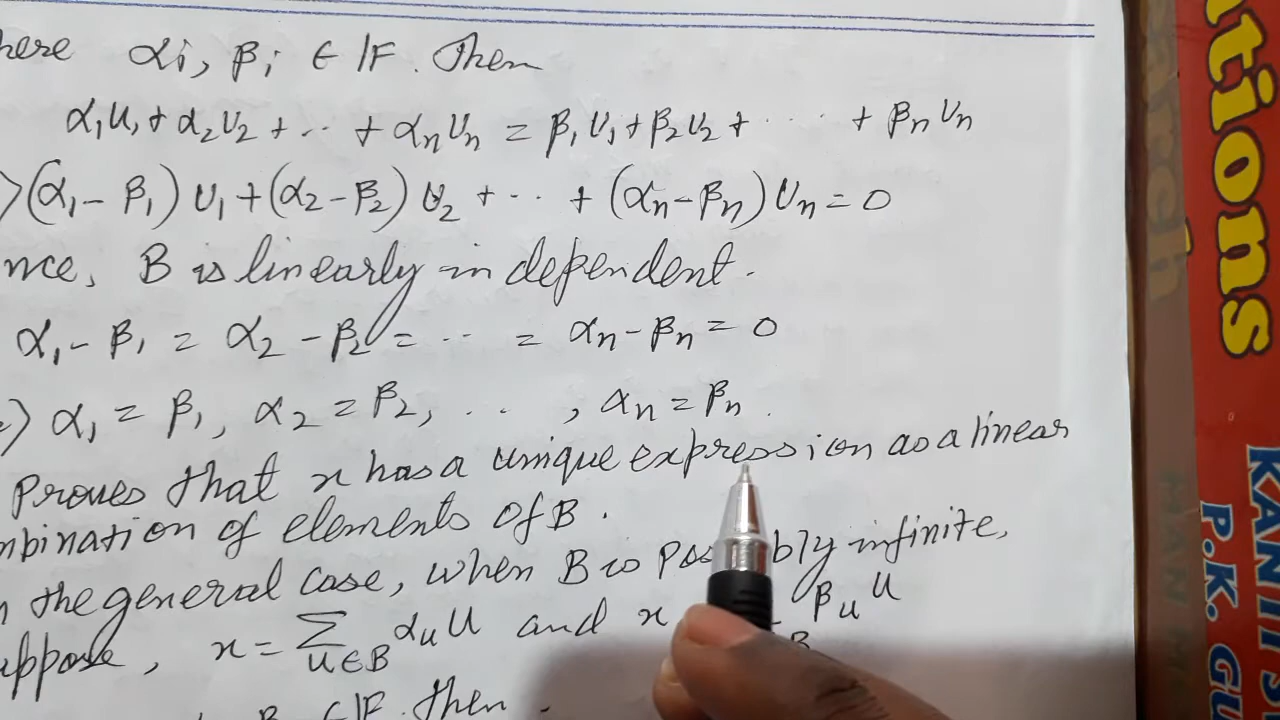 here αi, βi ∈ IF. Then
α₁u₁ + α₂u₂ + ... + αₙuₙ = β₁u₁ + β₂u₂ + ..... + βₙuₙ
(α₁ - β₁) u₁ + (α₂ - β₂) u₂ + ... + (αₙ - βₙ) uₙ = 0
nce, B is linearly independent.
α₁ - β₁ = α₂ - β₂ = ... = αₙ - βₙ = 0
α₁ = β₁, α₂ = β₂, ..., αₙ = βₙ.
Proves that x has a unique expression as a linear
mbination of elements of B.
n the general case, when B is possibly infinite,
uppose, x = Σ u∈B αᵤ u and x βᵤ u
∈ IF. then
ations
KANTI S
P.K. GU